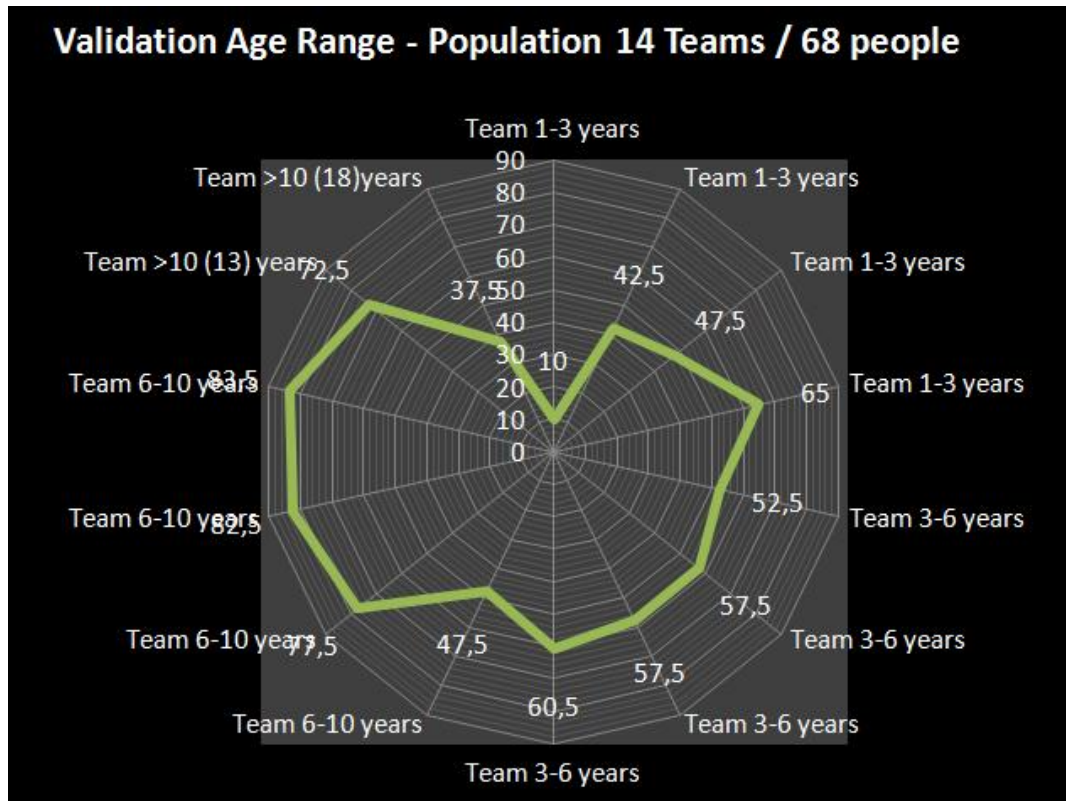 Validation Age Range - Population 14 Teams / 68 people
Team 1-3 years
Team 1-3 years
Team 1-3 years
Team 1-3 years
Team 3-6 years
Team 3-6 years
Team 3-6 years
Team 3-6 years
Team 6-10 years
Team 6-10 years
Team 6-10 years
Team 6-10 years
Team >10 (13) years
Team >10 (18)years
90
80
70
60
50
40
30
20
10
0
10
42,5
47,5
65
52,5
57,5
57,5
60,5
47,5
77,5
82,5
83,5
72,5
37,5